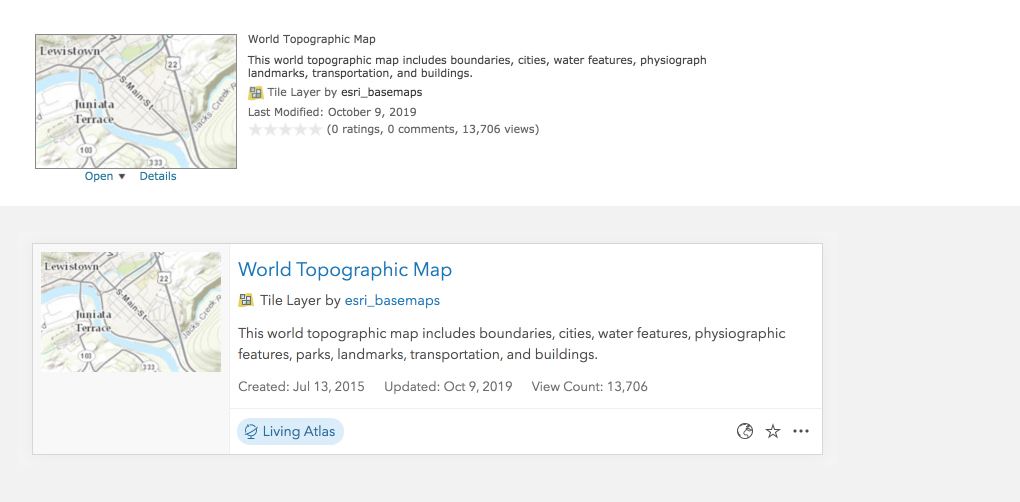 World Topographic Map
This world topographic map includes boundaries, cities, water features, physiograph
landmarks, transportation, and buildings.
Tile Layer by esri_basemaps
Last Modified: October 9, 2019
(0 ratings, 0 comments, 13,706 views)
Lewistown
22
S-Main-St
Juniata
Terrace
Jacks-Creek-R
103
333
Open ▼ Details
World Topographic Map
Tile Layer by esri_basemaps
This world topographic map includes boundaries, cities, water features, physiographic
features, parks, landmarks, transportation, and buildings.
Created: Jul 13, 2015 Updated: Oct 9, 2019 View Count: 13,706
Lewistown
22
S-Main-St
Juniata
Terrace
Jacks-Creek-R
103
333
Living Atlas